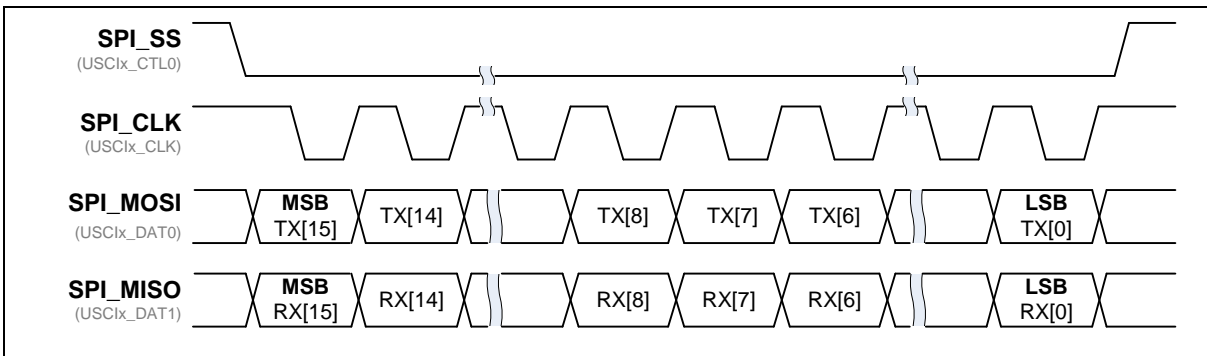 SPI_SS
(USCIx_CTL0)
SPI_CLK
(USCIx_CLK)
SPI_MOSI
(USCIx_DAT0)
MSB
TX[15]
TX[14]
TX[8]
TX[7]
TX[6]
LSB
TX[0]
SPI_MISO
(USCIx_DAT1)
MSB
RX[15]
RX[14]
RX[8]
RX[7]
RX[6]
LSB
RX[0]